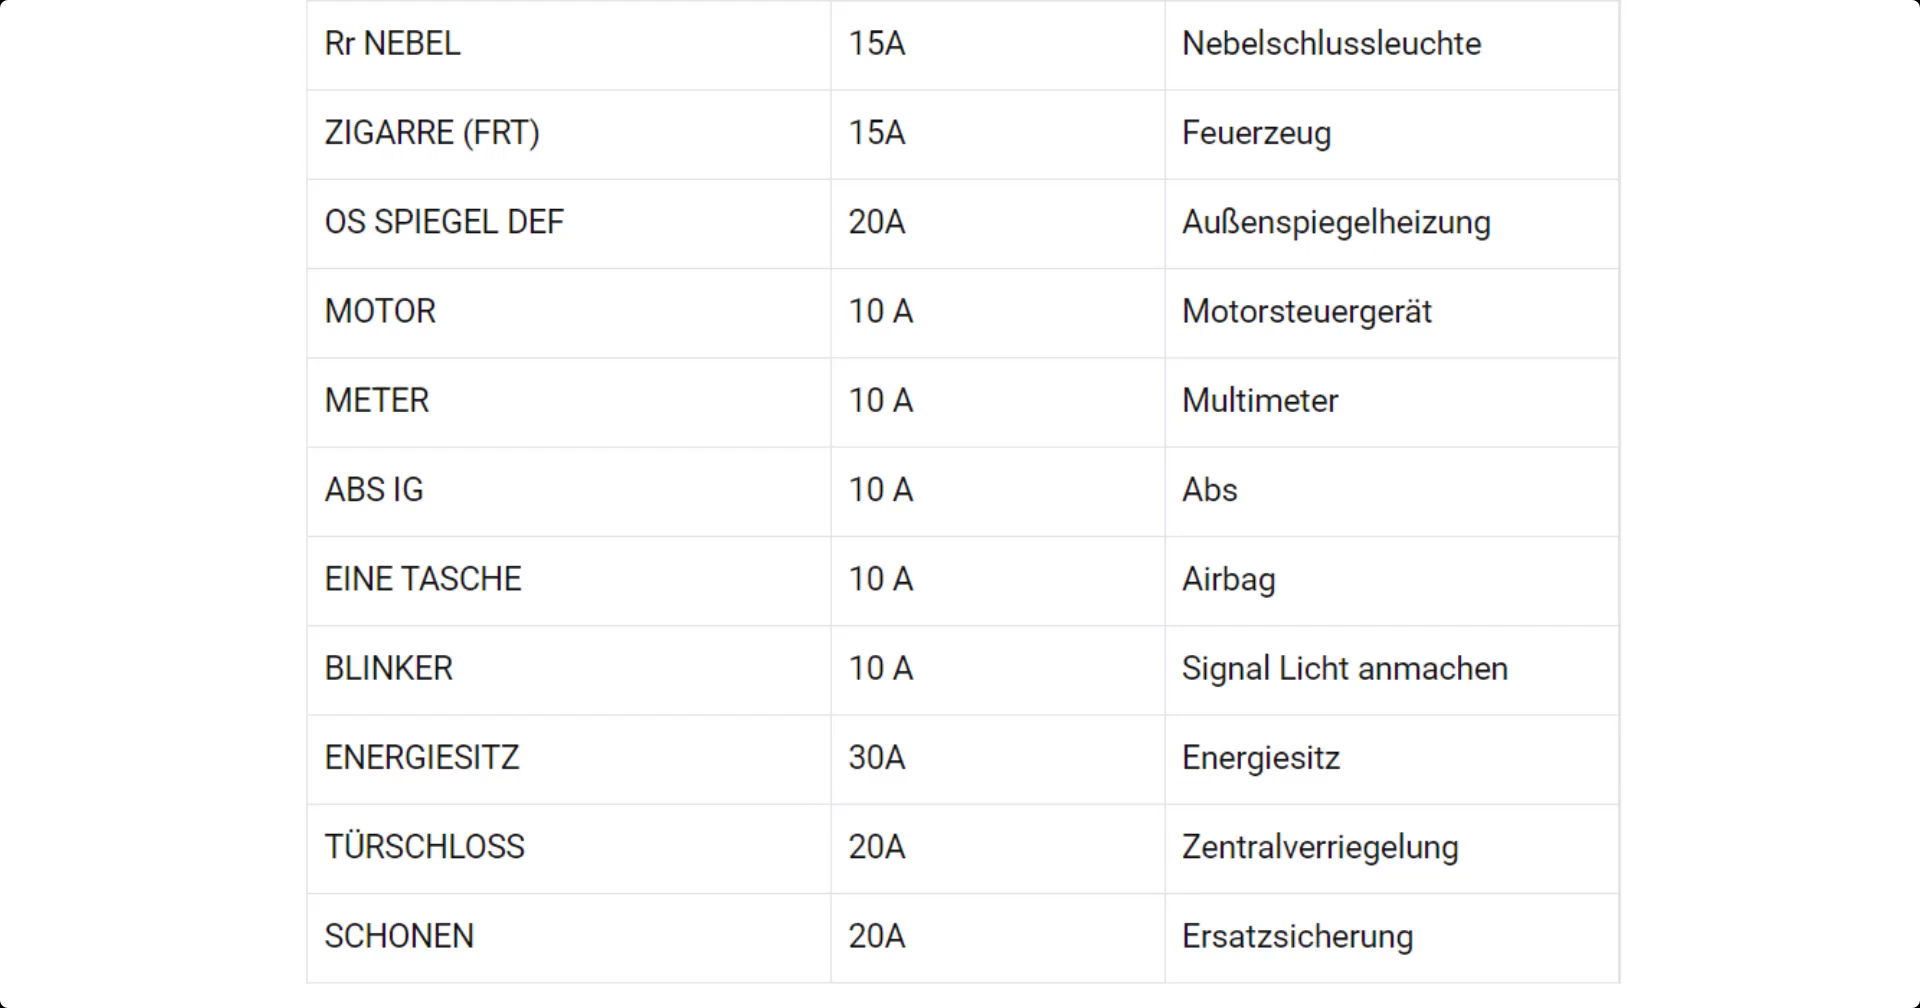 Rr NEBEL 15A Nebelschlussleuchte
ZIGARRE (FRT) 15A Feuerzeug
OS SPIEGEL DEF 20A Außenspiegelheizung
MOTOR 10 A Motorsteuergerät
METER 10 A Multimeter
ABS IG 10 A Abs
EINE TASCHE 10 A Airbag
BLINKER 10 A Signal Licht anmachen
ENERGIESITZ 30A Energiesitz
TÜRSCHLOSS 20A Zentralverriegelung
SCHONEN 20A Ersatzsicherung